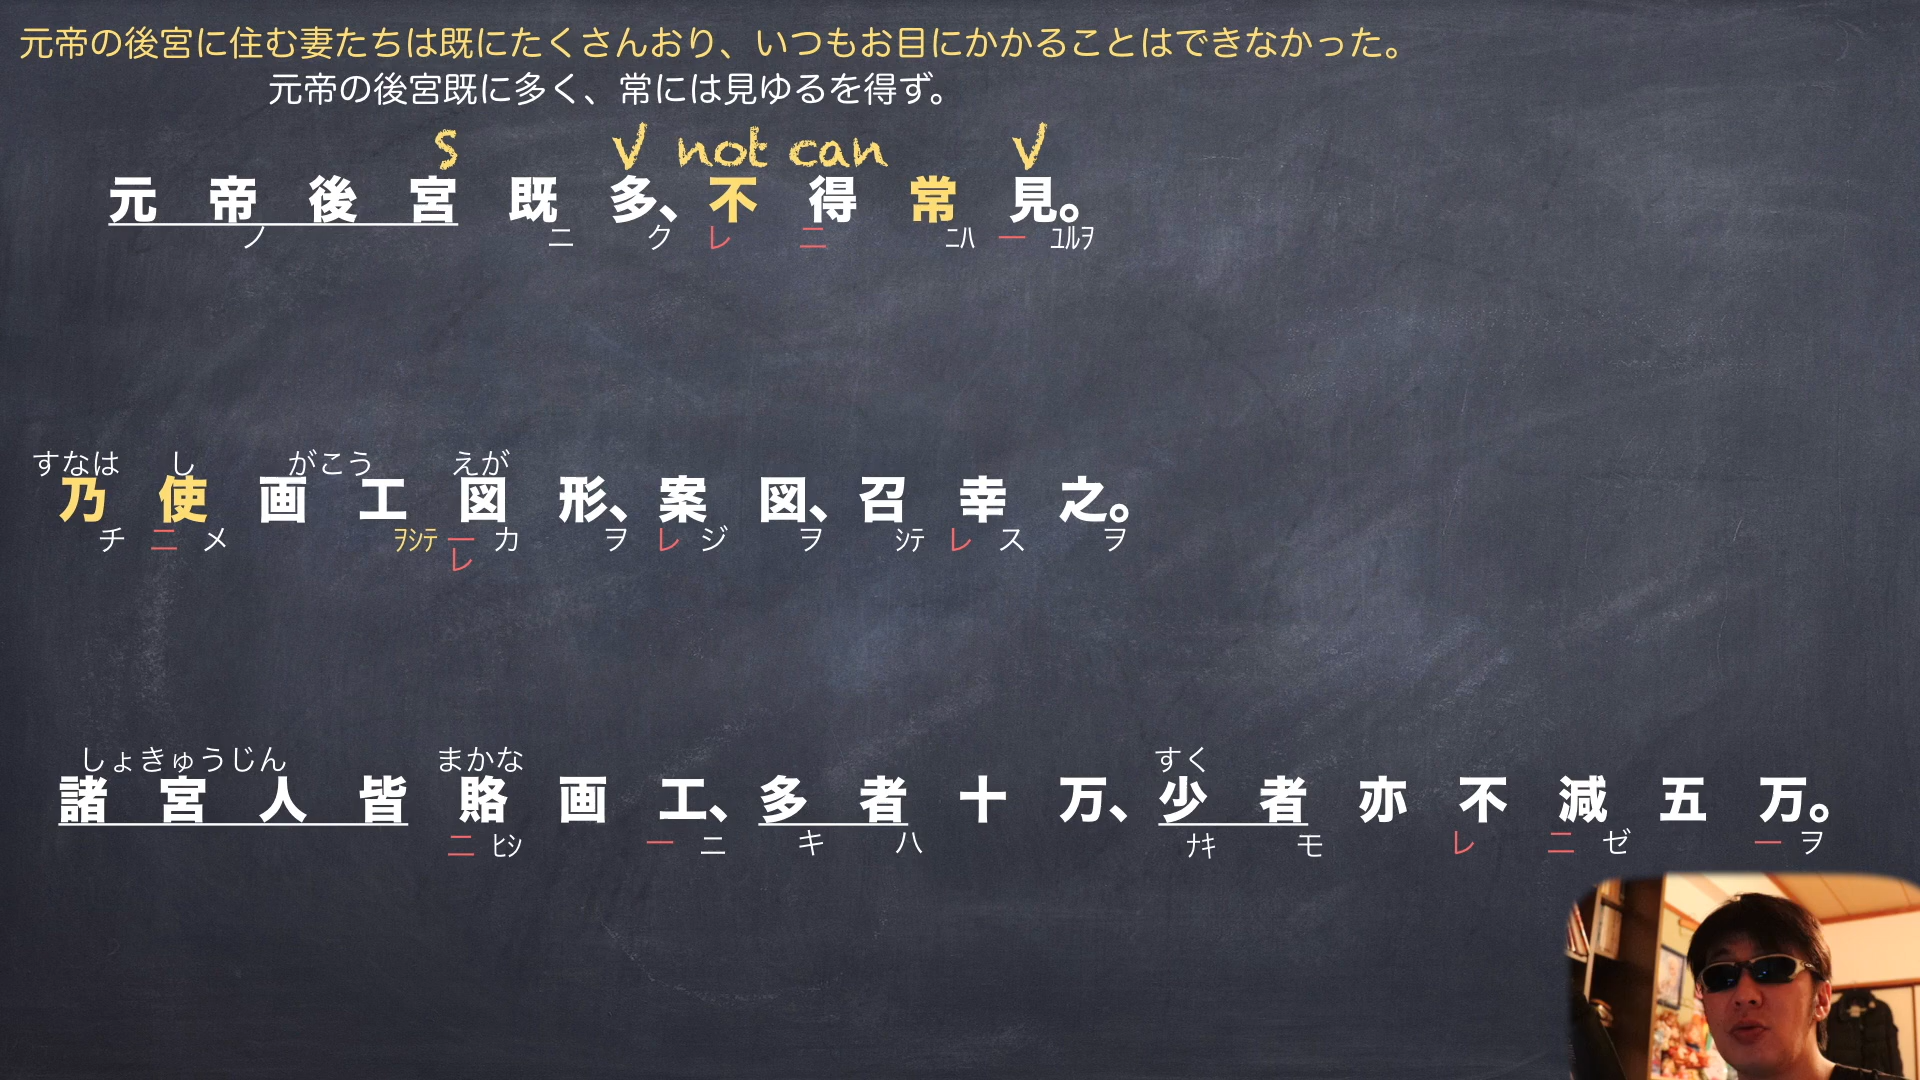 元帝の後宮に住む妻たちは既にたくさんおり、いつもお目にかかることはできなかった。
元帝の後宮既に多く、常には見ゆるを得ず。
S V not can V
元帝後宮既多、不得常見。
ノ ニ ク レ 二 ニハ 一 ユルヲ
すなは し がこう えが
乃使画工図形、案図、召幸之。
チ 二 メ ヲシテ 一レ カ ヲ レ ジ ヲ シテ レ ス ヲ
しょきゅうじん まかな すく
諸宮人皆賂画工、多者十万、少者亦不減五万。
二 ヒシ 一 ニ キ ハ ナキ モ レ 二 ゼ 一 ヲ